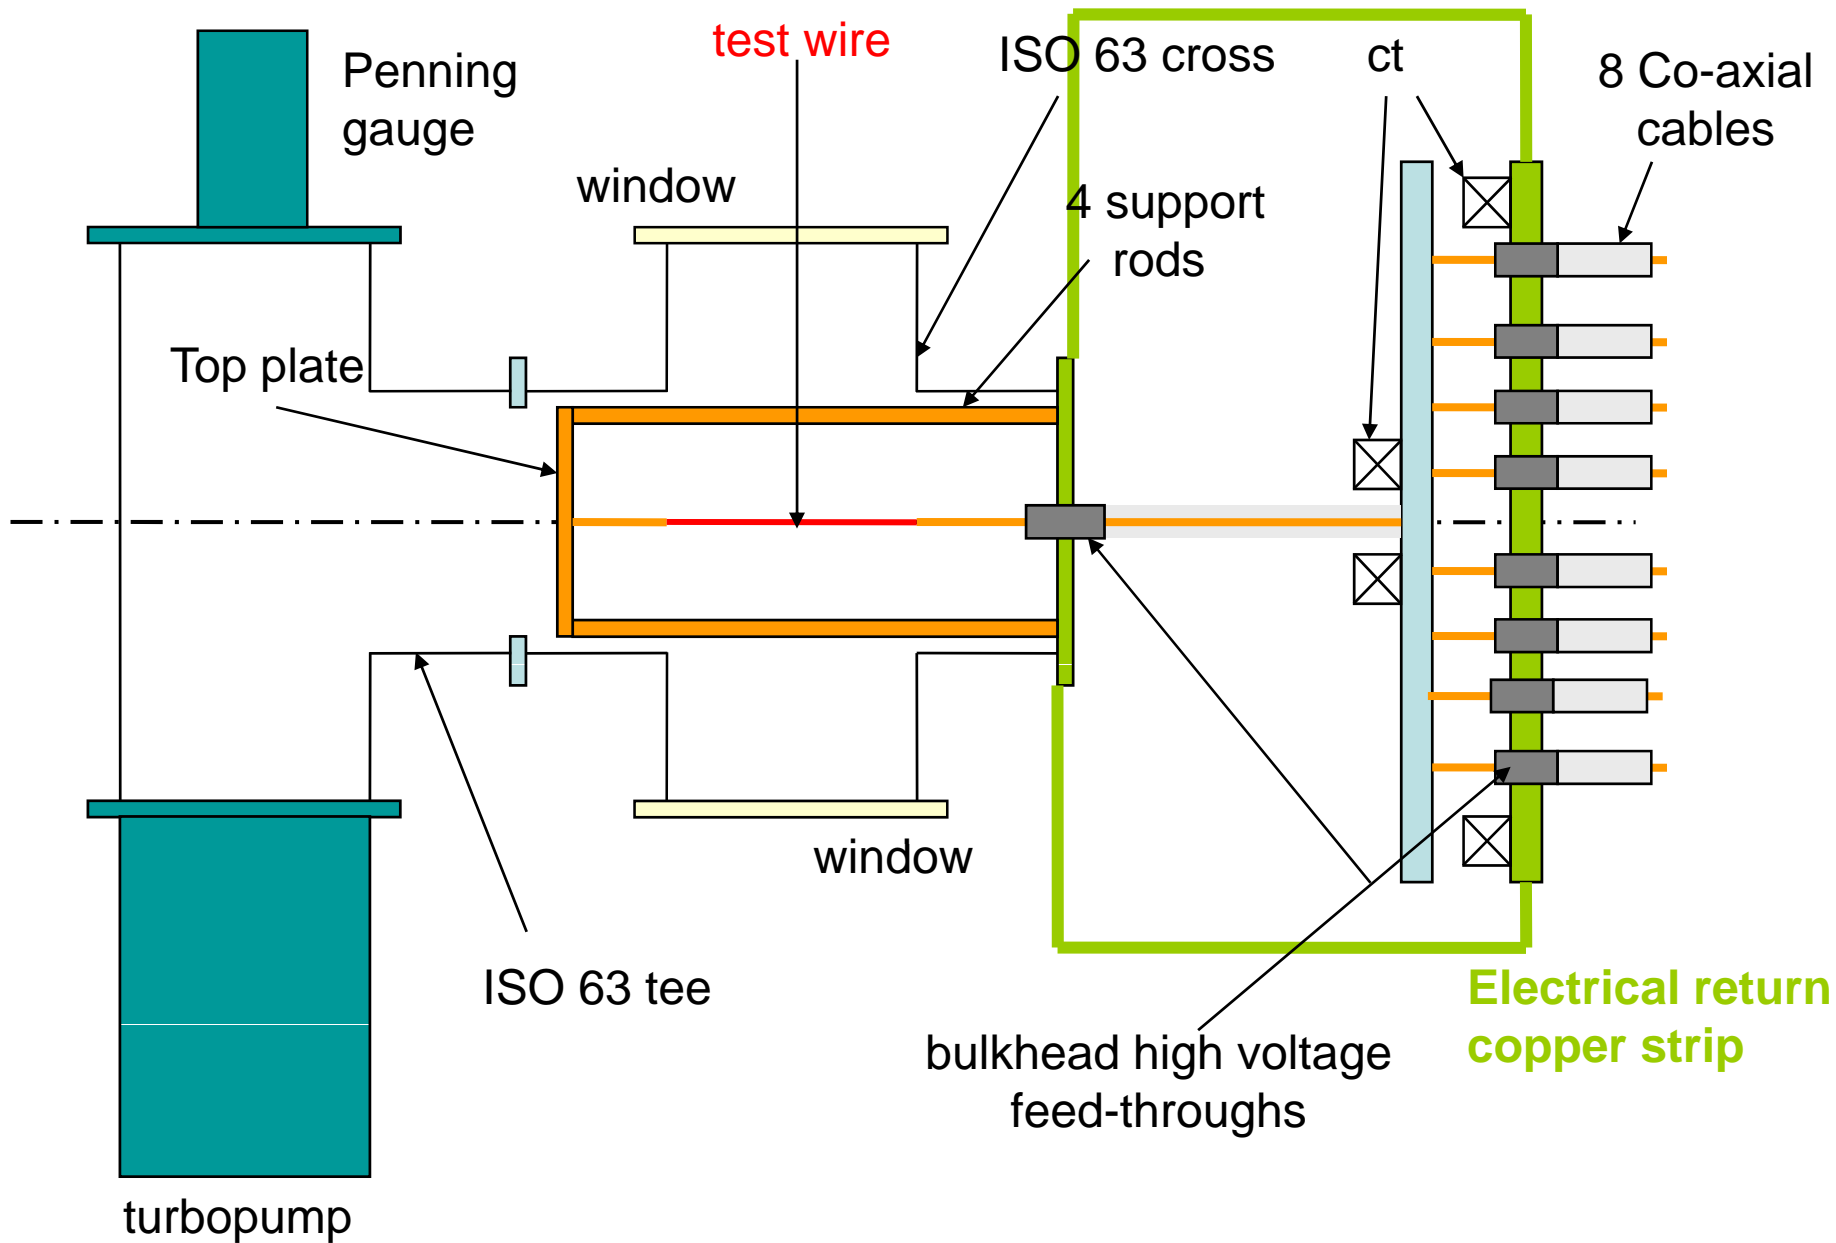 test wire
ISO 63 cross
ct
Penning
gauge
8 Co-axial
cables
window
4 support
rods
Top plate
window
ISO 63 tee
Electrical return
copper strip
bulkhead high voltage
feed-throughs
turbopump